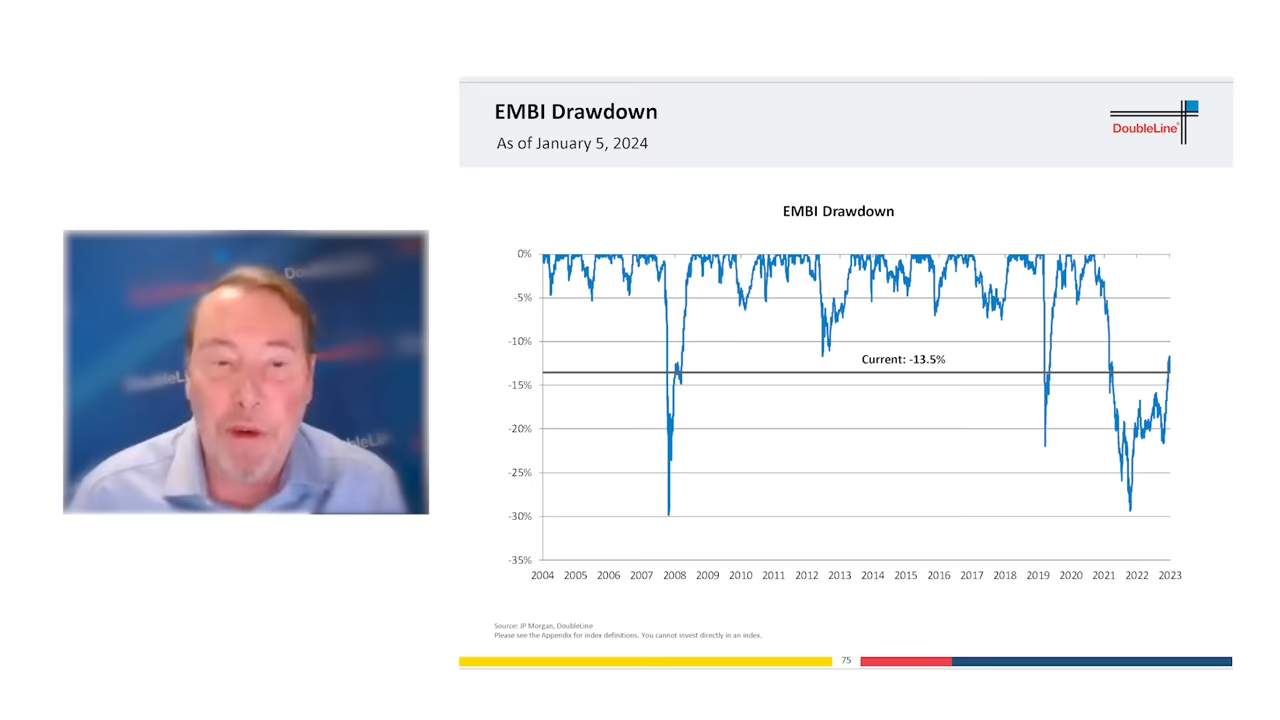 EMBI Drawdown
As of January 5, 2024
DoubleLine®
EMBI Drawdown
0%
-5%
-10%
-15%
-20%
-25%
-30%
-35%
Current: -13.5%
2004 2005 2006 2007 2008 2009 2010 2011 2012 2013 2014 2015 2016 2017 2018 2019 2020 2021 2022 2023
Source: JP Morgan, DoubleLine
Please see the Appendix for index definitions. You cannot invest directly in an index.
75